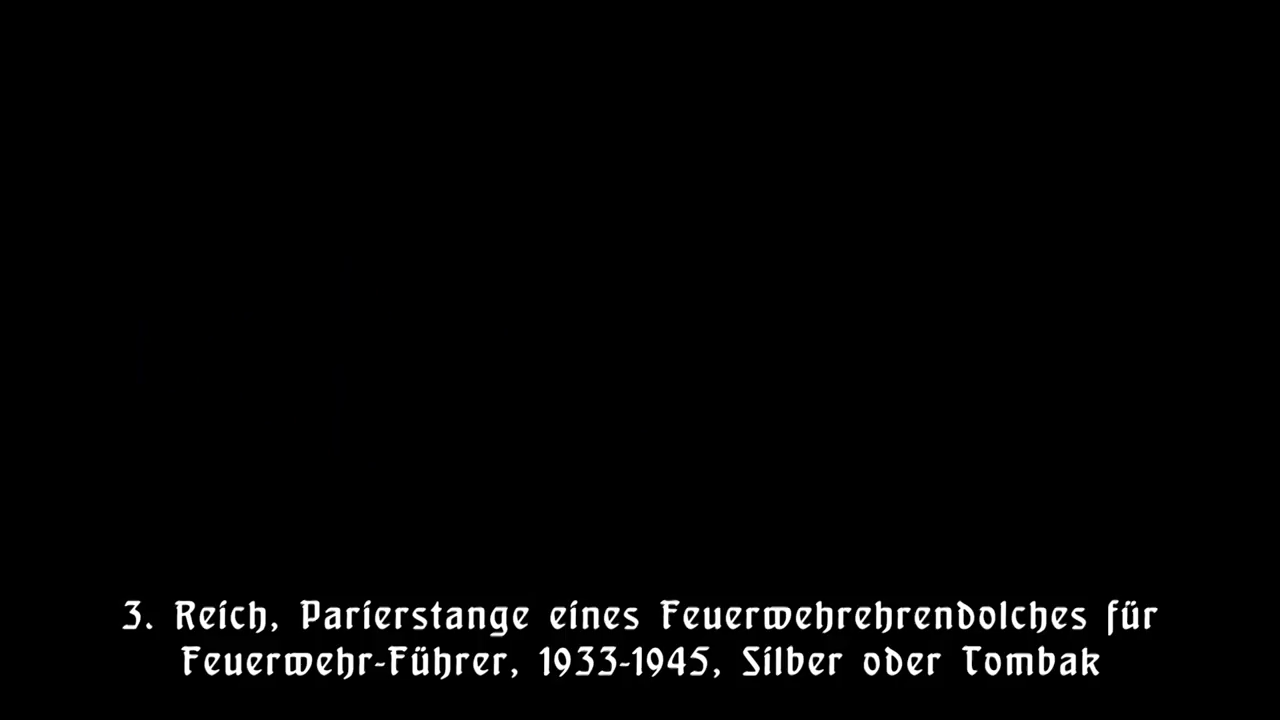 3. Reich, Parierstange eines Feuerwehrehrendolches für
Feuerwehr-Führer, 1933-1945, Silber oder Tombak